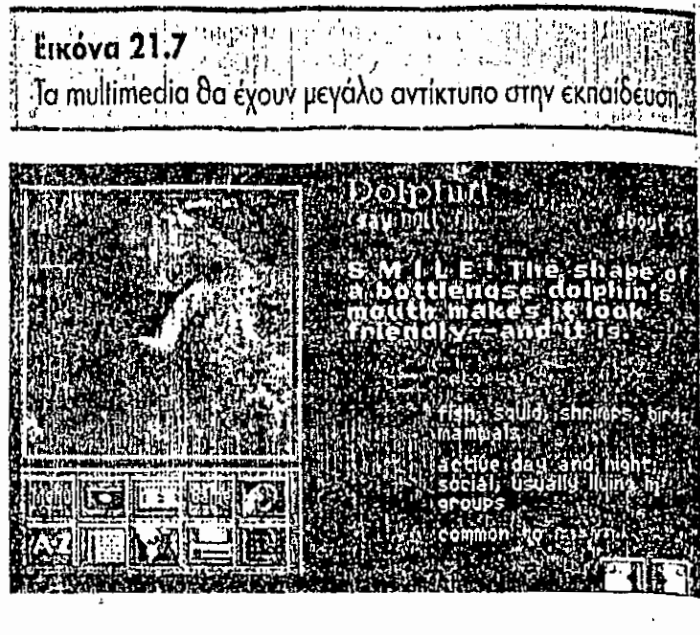 Εικόνα 21.7
Τα multimedia θα έχουν μεγάλο αντίκτυπο στην εκπαίδευση.
Dolphin
(say
about
S M I L E ! The shape of
a bottlenose dolphin's
mouth makes it look
friendly--and it is.
fish, squid, shrimps, birds,
mammals
active day and night,
social, usually living in
groups
common
A-Z